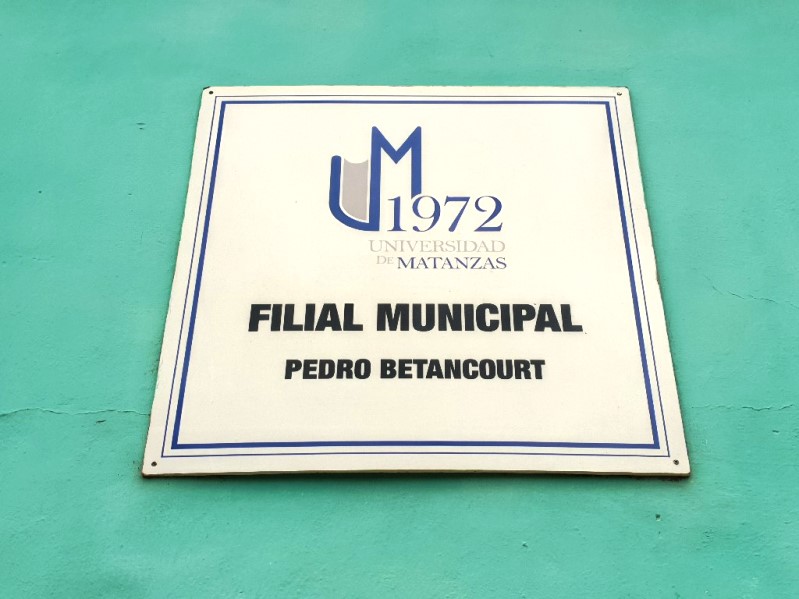 UM
1972
UNIVERSIDAD
DE MATANZAS
FILIAL MUNICIPAL
PEDRO BETANCOURT